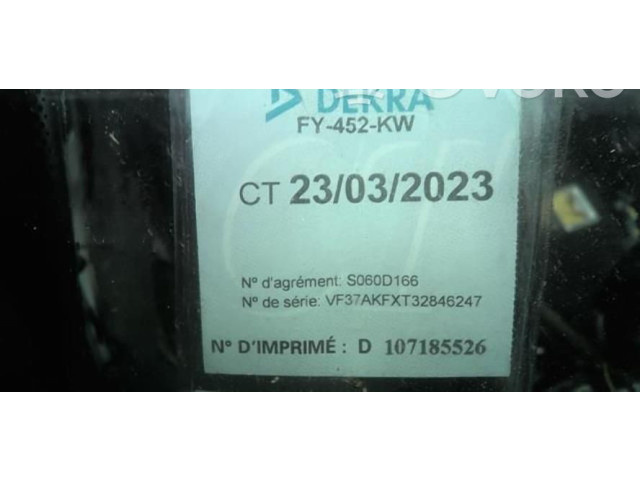 DEKRA
FY-452-KW
CT 23/03/2023
N° d'agrément: S060D166
N° de série: VF37AKFXT32846247
N° D'IMPRIMÉ : D 107185526